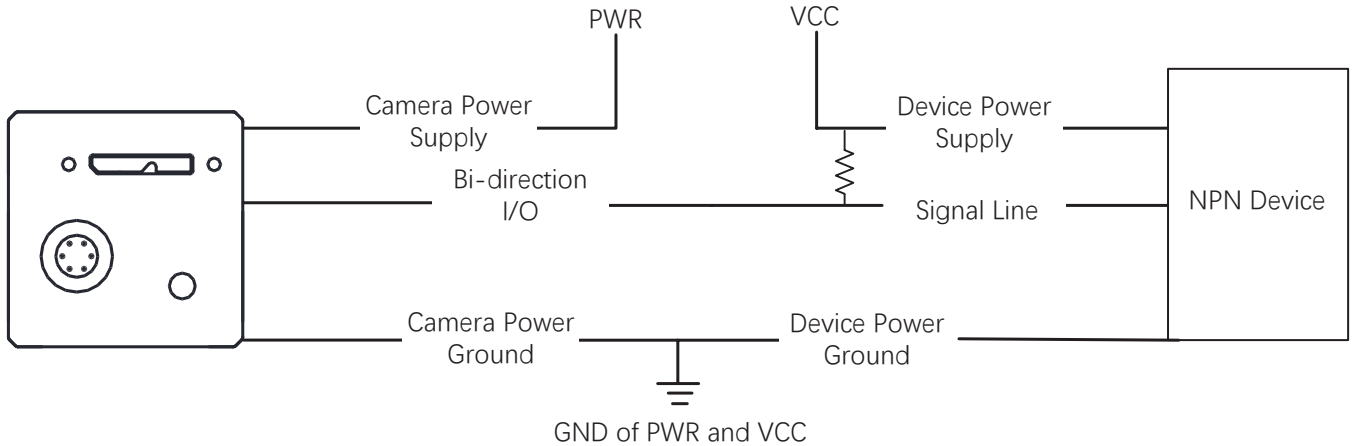 PWR
VCC
Camera Power
Supply
Device Power
Supply
Bi-direction
I/O
Signal Line
NPN Device
Camera Power
Ground
Device Power
Ground
GND of PWR and VCC